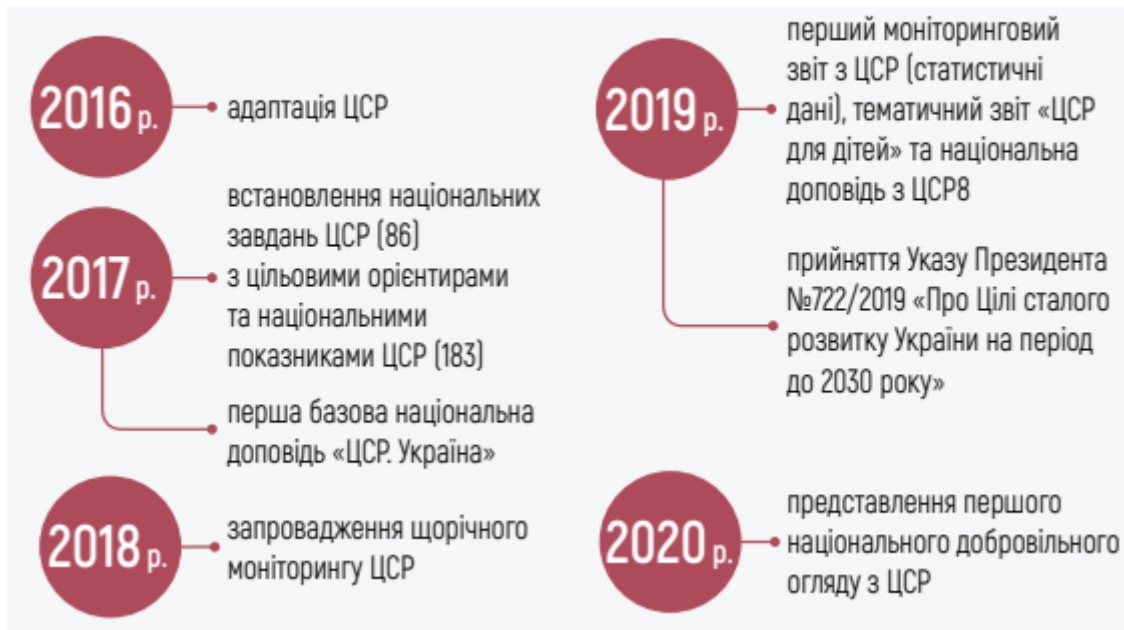 2016 р.
адаптація ЦСР
2017 р.
встановлення національних
завдань ЦСР (86)
з цільовими орієнтирами
та національними
показниками ЦСР (183)
перша базова національна
доповідь «ЦСР. Україна»
2018 р.
запровадження щорічного
моніторингу ЦСР
2019 р.
перший моніторинговий
звіт з ЦСР (статистичні
дані), тематичний звіт «ЦСР
для дітей» та національна
доповідь з ЦСР8
прийняття Указу Президента
№722/2019 «Про Цілі сталого
розвитку України на період
до 2030 року»
2020 р.
представлення першого
національного добровільного
огляду з ЦСР